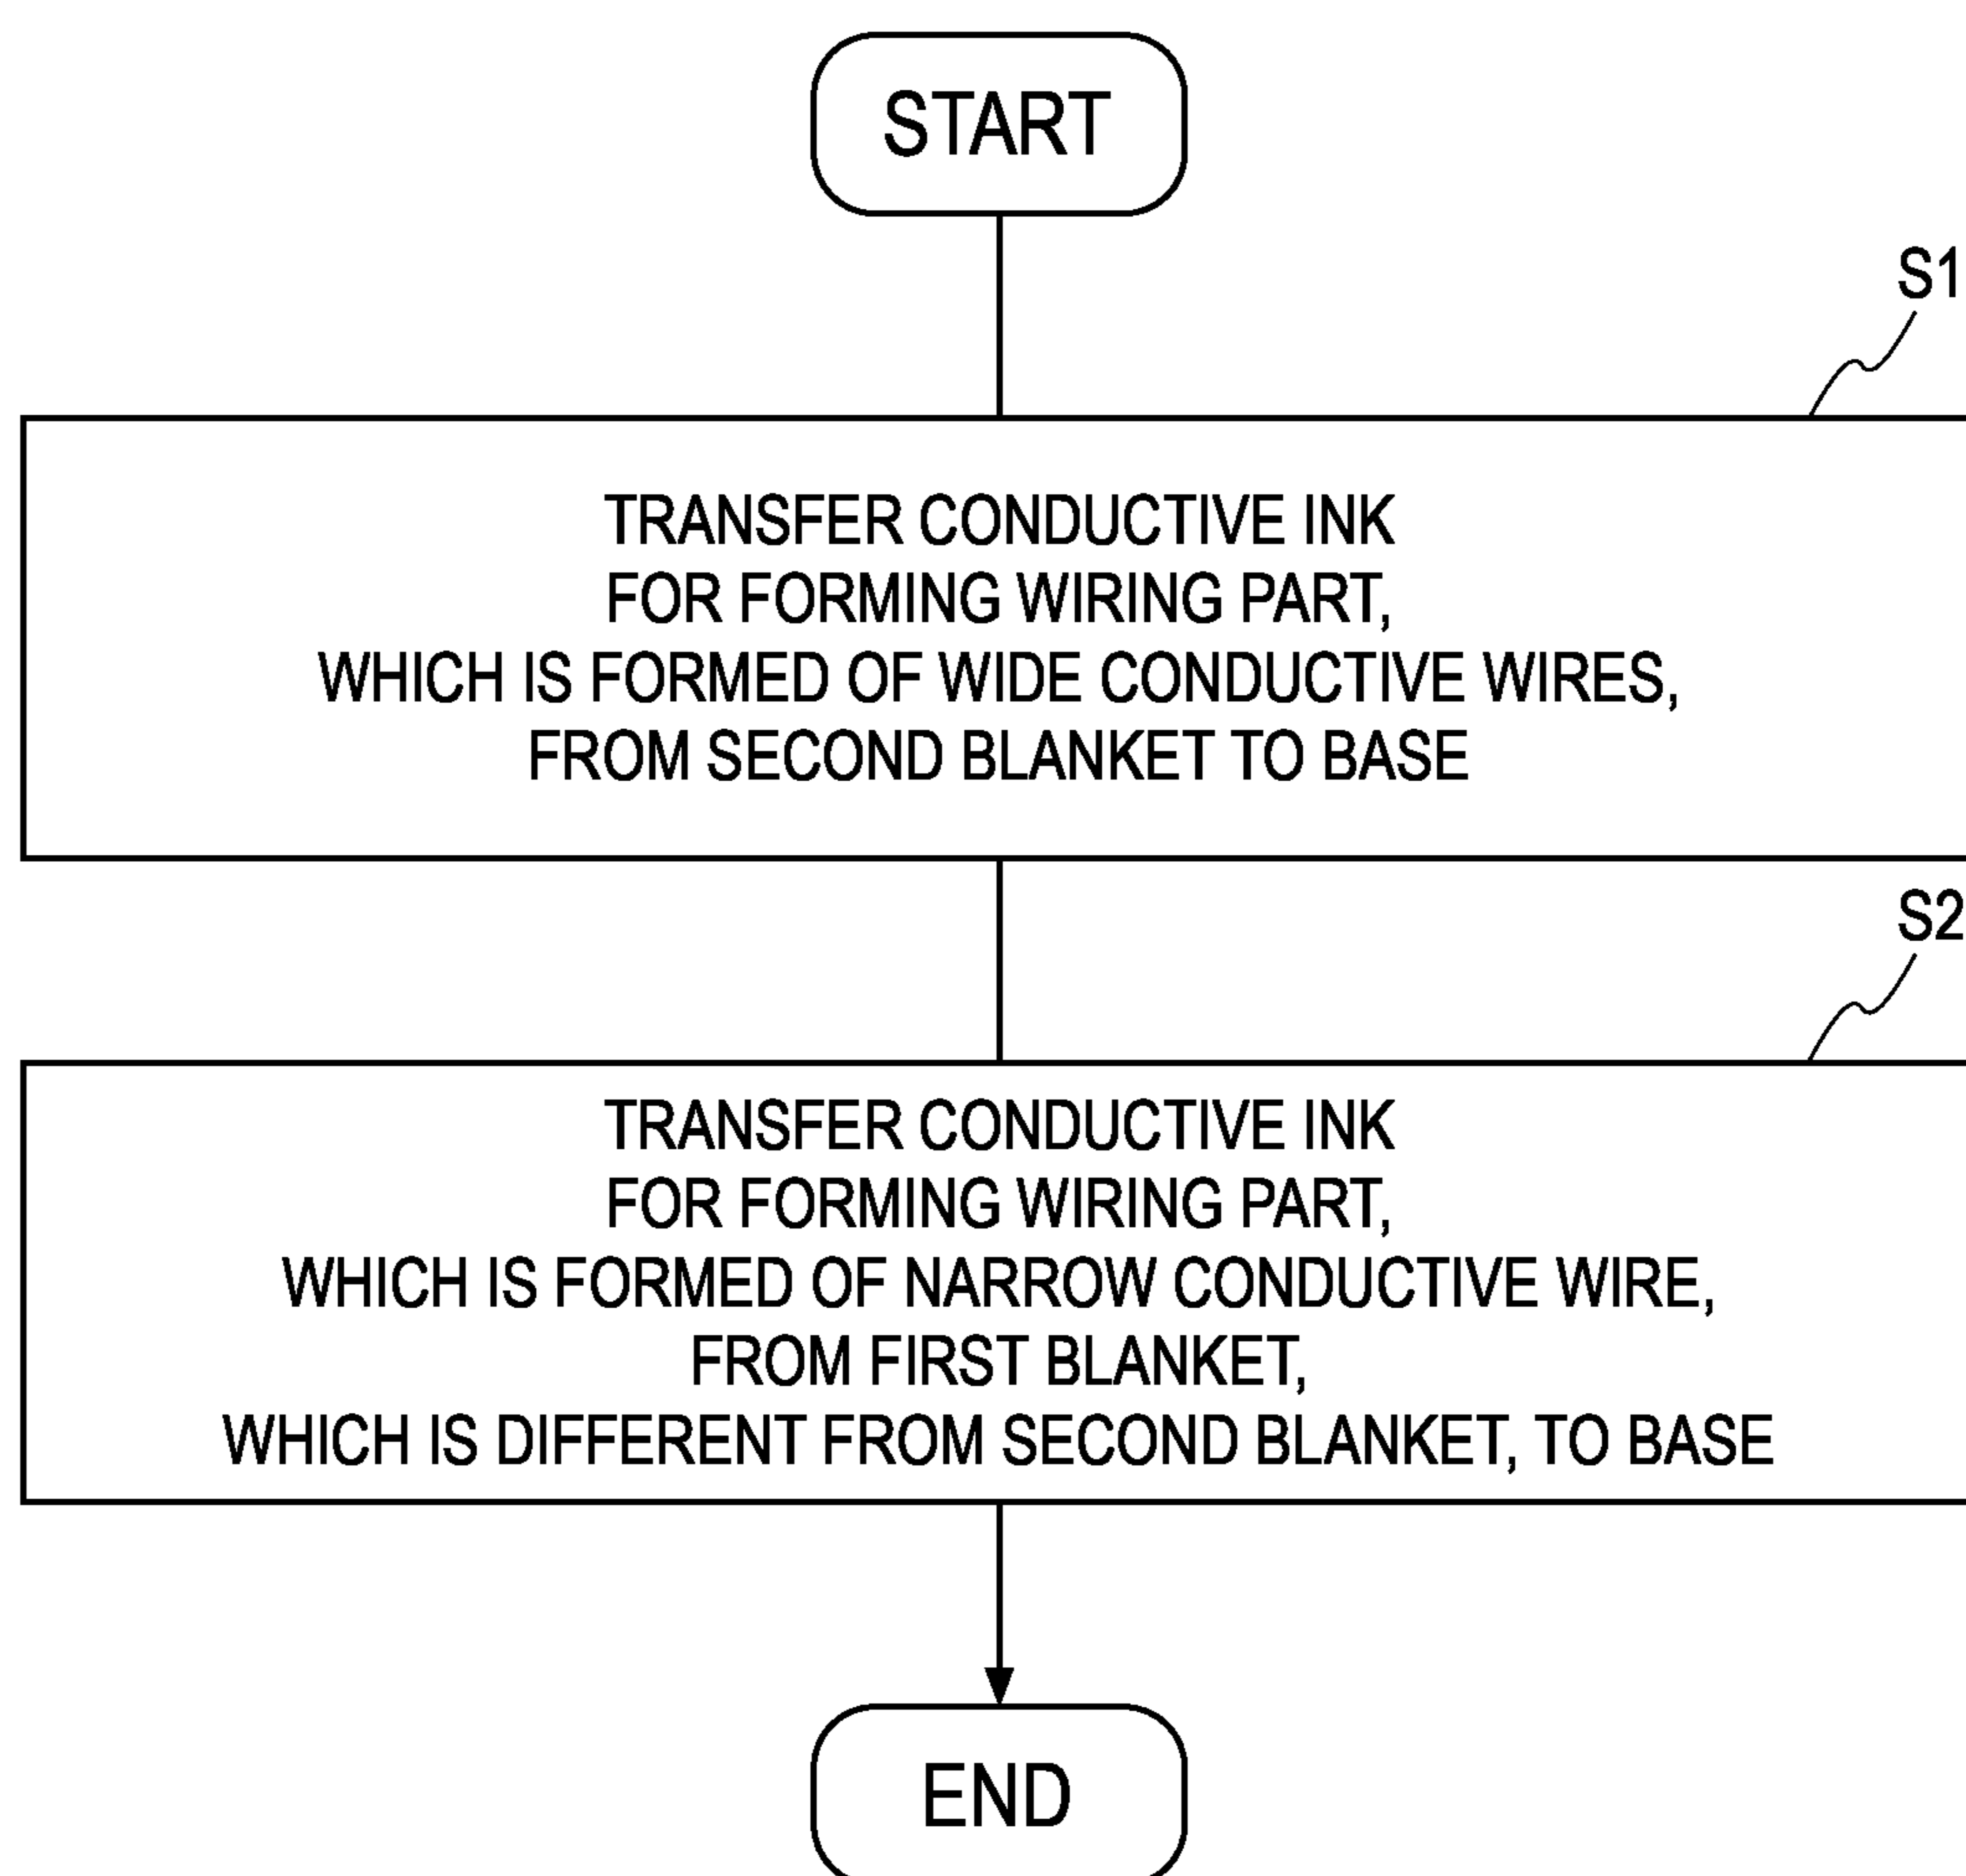 START
S1
TRANSFER CONDUCTIVE INK
FOR FORMING WIRING PART,
WHICH IS FORMED OF WIDE CONDUCTIVE WIRES,
FROM SECOND BLANKET TO BASE
S2
TRANSFER CONDUCTIVE INK
FOR FORMING WIRING PART,
WHICH IS FORMED OF NARROW CONDUCTIVE WIRE,
FROM FIRST BLANKET,
WHICH IS DIFFERENT FROM SECOND BLANKET, TO BASE
END